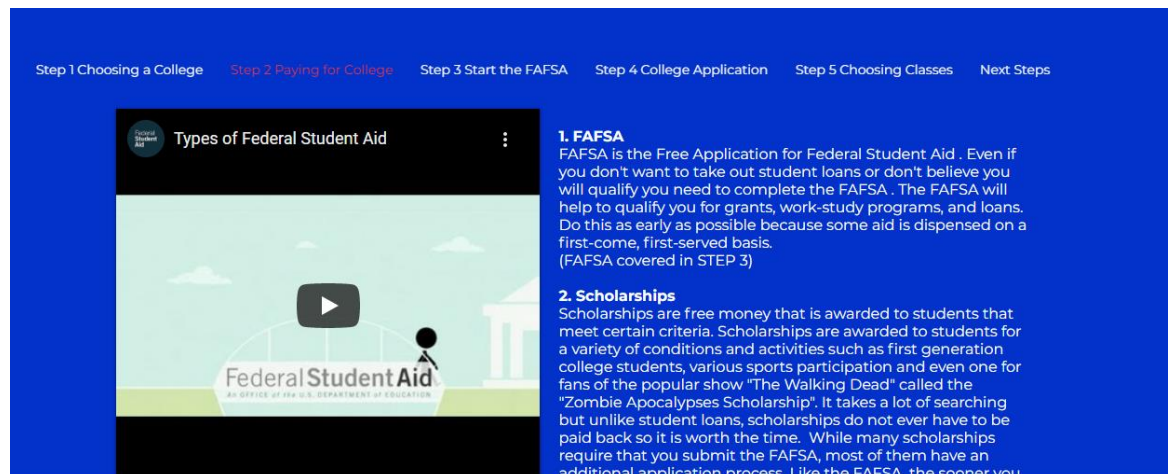 Step 1 Choosing a College Step 2 Paying for College Step 3 Start the FAFSA Step 4 College Application Step 5 Choosing Classes Next Steps
Federal
Student
Aid
Types of Federal Student Aid
Federal Student Aid
An OFFICE of the U.S. DEPARTMENT of EDUCATION
1. FAFSA
FAFSA is the Free Application for Federal Student Aid . Even if
you don't want to take out student loans or don't believe you
will qualify you need to complete the FAFSA . The FAFSA will
help to qualify you for grants, work-study programs, and loans.
Do this as early as possible because some aid is dispensed on a
first-come, first-served basis.
(FAFSA covered in STEP 3)
2. Scholarships
Scholarships are free money that is awarded to students that
meet certain criteria. Scholarships are awarded to students for
a variety of conditions and activities such as first generation
college students, various sports participation and even one for
fans of the popular show "The Walking Dead" called the
"Zombie Apocalypses Scholarship". It takes a lot of searching
but unlike student loans, scholarships do not ever have to be
paid back so it is worth the time. While many scholarships
require that you submit the FAFSA, most of them have an
additional application process. Like the FAFSA, the sooner you